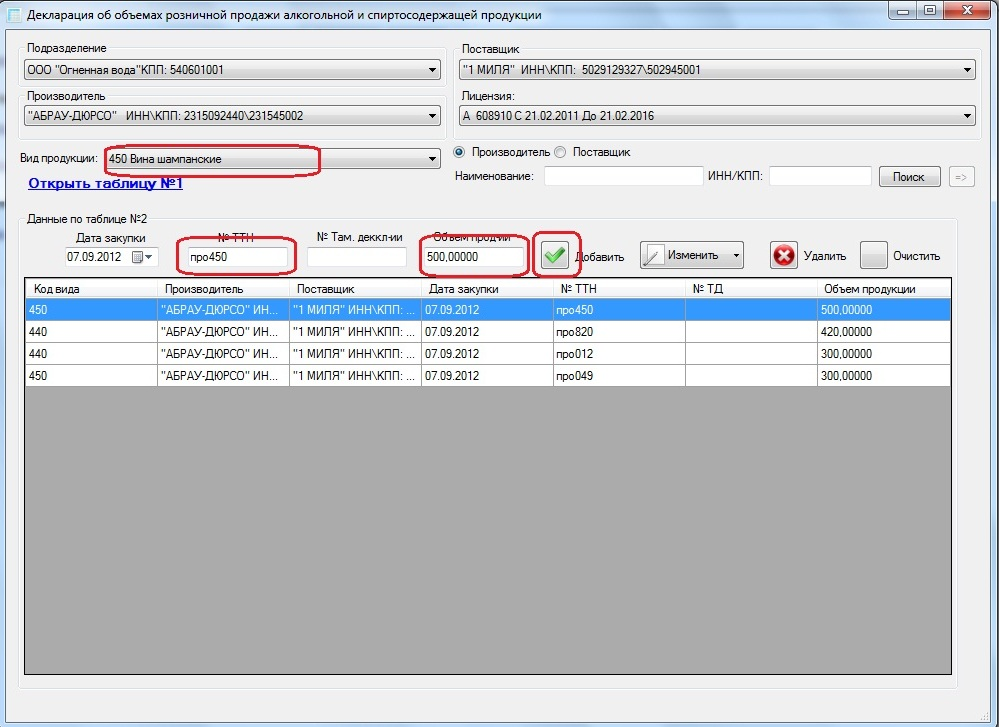 Декларация об объемах розничной продажи алкогольной и спиртосодержащей продукции
Подразделение
ООО "Огненная вода"КПП: 540601001
Поставщик
"1 МИЛЯ" ИНН\КПП: 5029129327\502945001
Производитель
"АБРАУ-ДЮРСО" ИНН\КПП: 2315092440\231545002
Лицензия:
А 608910 С 21.02.2011 До 21.02.2016
Вид продукции: 450 Вина шампанские
Производитель Поставщик
Открыть таблицу №1
Наименование: ИНН/КПП: Поиск =>
Данные по таблице №2
Дата закупки № ТТН № Там. деккл-ии Объем прод-ии
07.09.2012 про450 500,00000 Добавить Изменить Удалить Очистить
Код вида Производитель Поставщик Дата закупки № ТТН № ТД Объем продукции
450 "АБРАУ-ДЮРСО" ИН... "1 МИЛЯ" ИНН\КПП: ... 07.09.2012 про450 500,00000
440 "АБРАУ-ДЮРСО" ИН... "1 МИЛЯ" ИНН\КПП: ... 07.09.2012 про820 420,00000
440 "АБРАУ-ДЮРСО" ИН... "1 МИЛЯ" ИНН\КПП: ... 07.09.2012 про012 300,00000
450 "АБРАУ-ДЮРСО" ИН... "1 МИЛЯ" ИНН\КПП: ... 07.09.2012 про049 300,00000